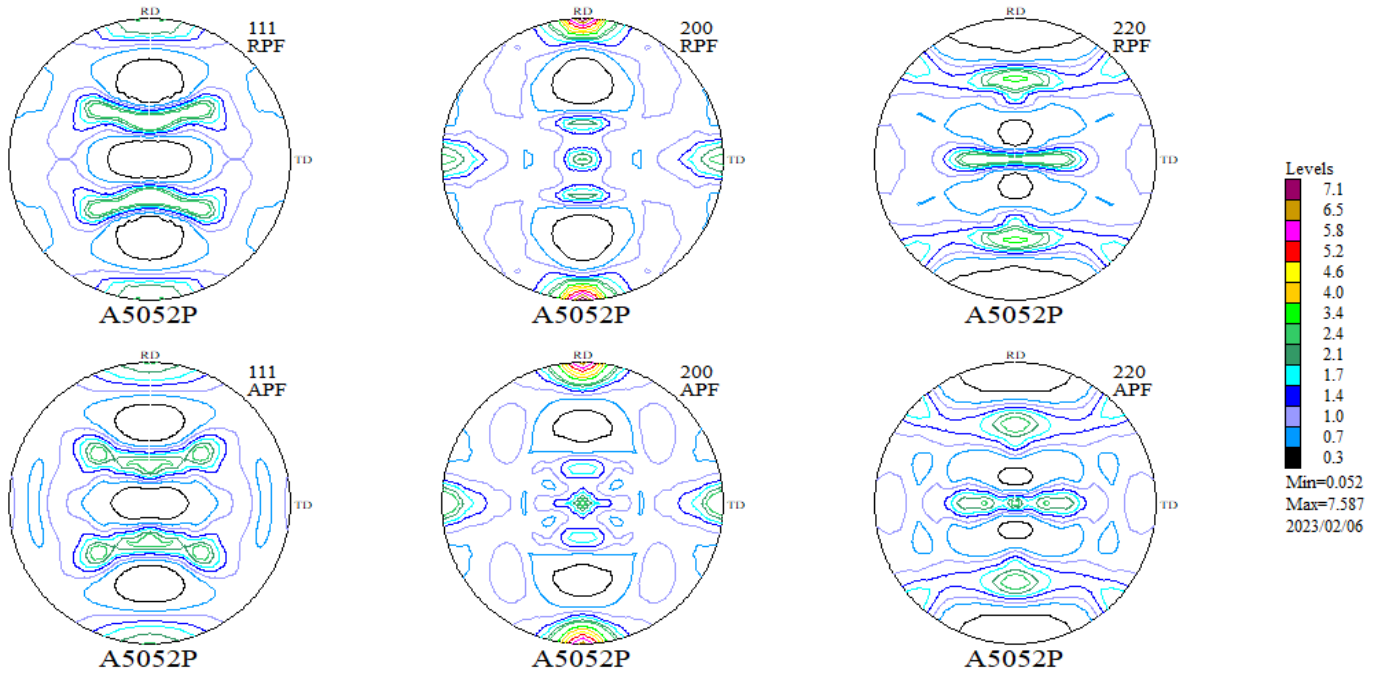 RD
111
RPF
TD
A5052P
RD
200
RPF
TD
A5052P
RD
220
RPF
TD
A5052P
RD
111
APF
TD
A5052P
RD
200
APF
TD
A5052P
RD
220
APF
TD
A5052P
Levels
7.1
6.5
5.8
5.2
4.6
4.0
3.4
2.4
2.1
1.7
1.4
1.0
0.7
0.3
Min=0.052
Max=7.587
2023/02/06